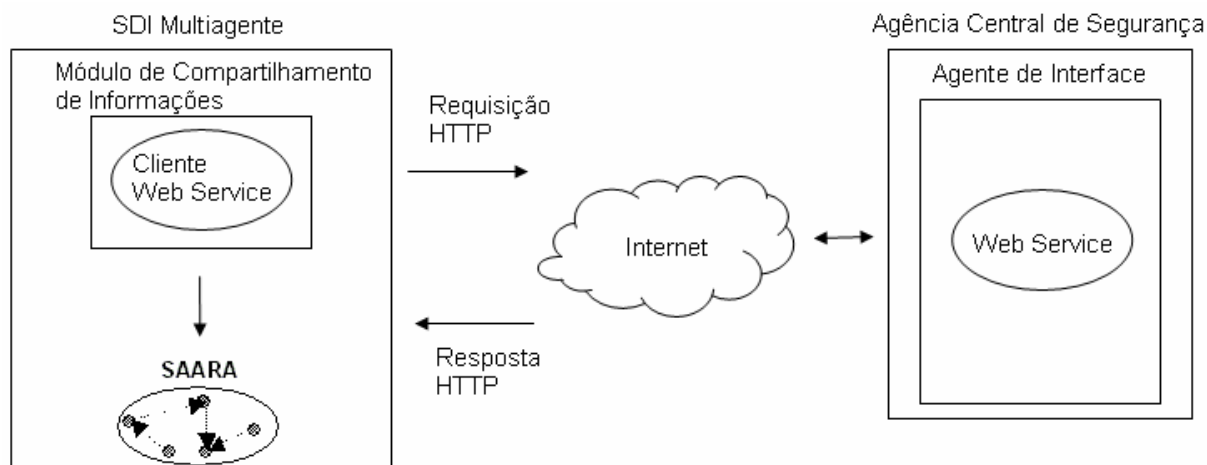 SDI Multiagente
Módulo de Compartilhamento
de Informações
Cliente
Web Service
SAARA
Requisição
HTTP
Internet
Resposta
HTTP
Agência Central de Segurança
Agente de Interface
Web Service